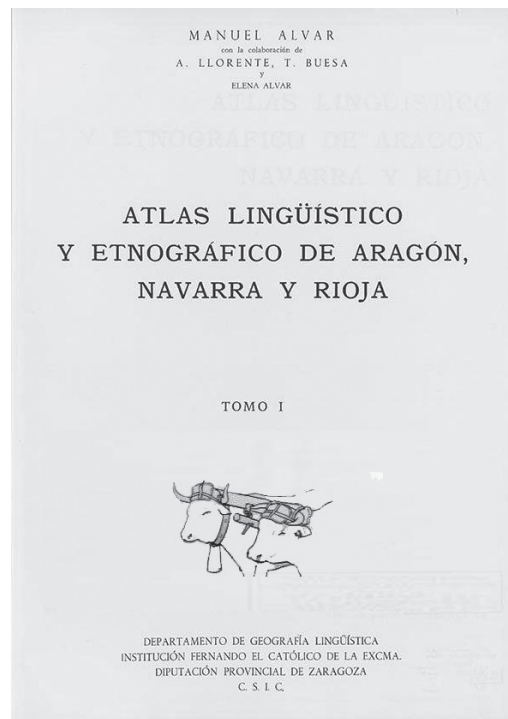 MANUEL ALVAR
con la colaboración de
A. LLORENTE, T. BUESA
y
ELENA ALVAR
ATLAS LINGÜÍSTICO
Y ETNOGRÁFICO DE ARAGÓN,
NAVARRA Y RIOJA
TOMO I
DEPARTAMENTO DE GEOGRAFÍA LINGÜÍSTICA
INSTITUCIÓN FERNANDO EL CATÓLICO DE LA EXCMA.
DIPUTACIÓN PROVINCIAL DE ZARAGOZA
C. S. I. C.